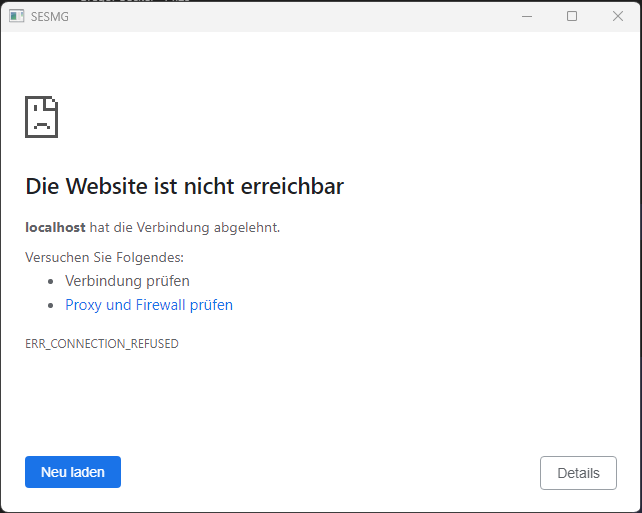 SESMG
Die Website ist nicht erreichbar
localhost hat die Verbindung abgelehnt.
Versuchen Sie Folgendes:
• Verbindung prüfen
• Proxy und Firewall prüfen
ERR_CONNECTION_REFUSED
Neu laden
Details